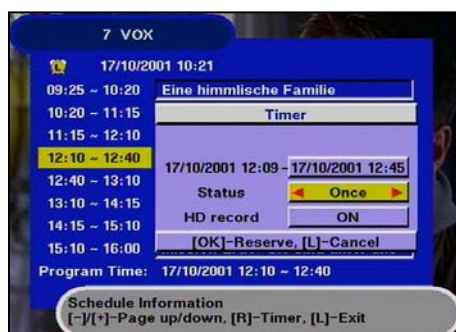 7 VOX
17/10/2001 10:21
09:25 ~ 10:20 Eine himmlische Familie
10:20 ~ 11:15
Timer
11:15 ~ 12:10
12:10 ~ 12:40
17/10/2001 12:09 - 17/10/2001 12:45
12:40 ~ 13:10
Status Once
13:10 ~ 14:15
HD record ON
14:15 ~ 15:10
[OK]-Reserve, [L]-Cancel
15:10 ~ 16:00
Program Time: 17/10/2001 12:10 ~ 12:40
Schedule Information
[-]/[+]-Page up/down, [R]-Timer, [L]-Exit